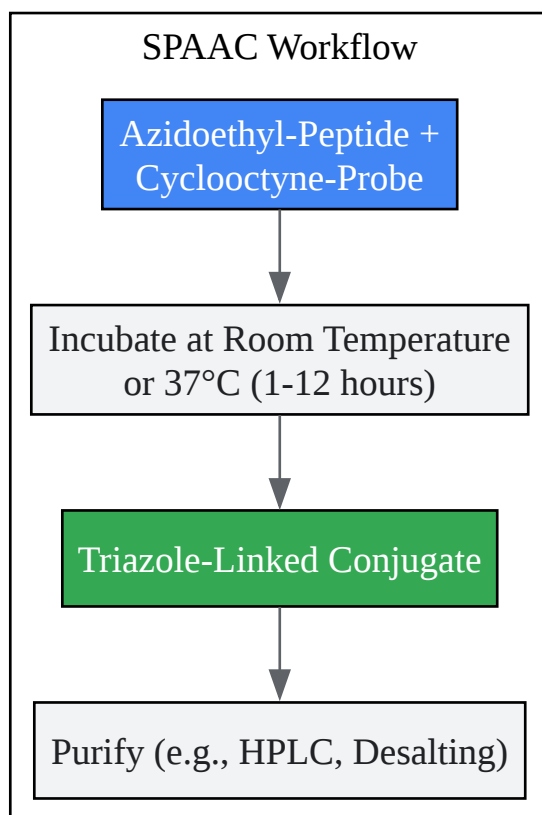 SPAAC Workflow
Azidoethyl-Peptide +
Cyclooctyne-Probe
Incubate at Room Temperature
or 37°C (1-12 hours)
Triazole-Linked Conjugate
Purify (e.g., HPLC, Desalting)